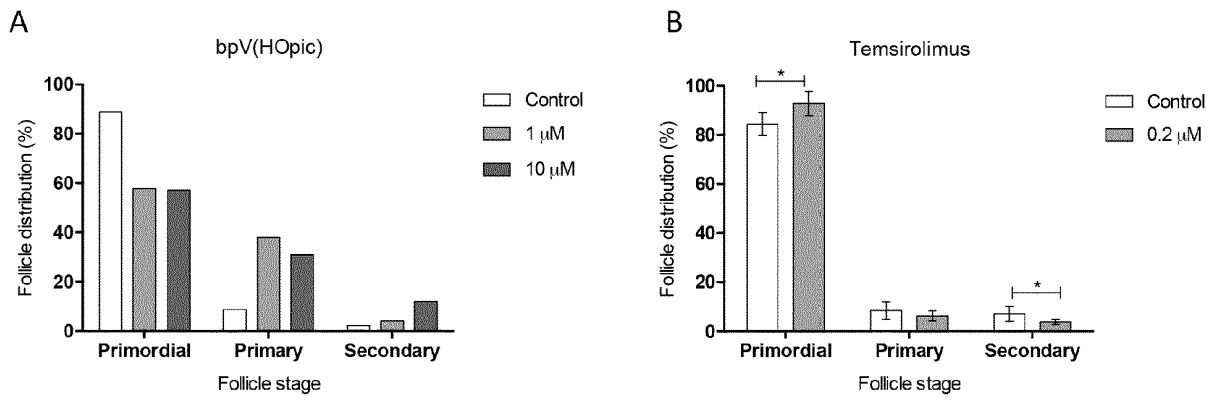 A
bpV(HOpic)
Follicle distribution (%)
100
80
60
40
20
0
Primordial
Primary
Secondary
Follicle stage
Control
1 µM
10 µM
B
Temsirolimus
Follicle distribution (%)
100
80
60
40
20
0
*
*
Primordial
Primary
Secondary
Follicle stage
Control
0.2 µM